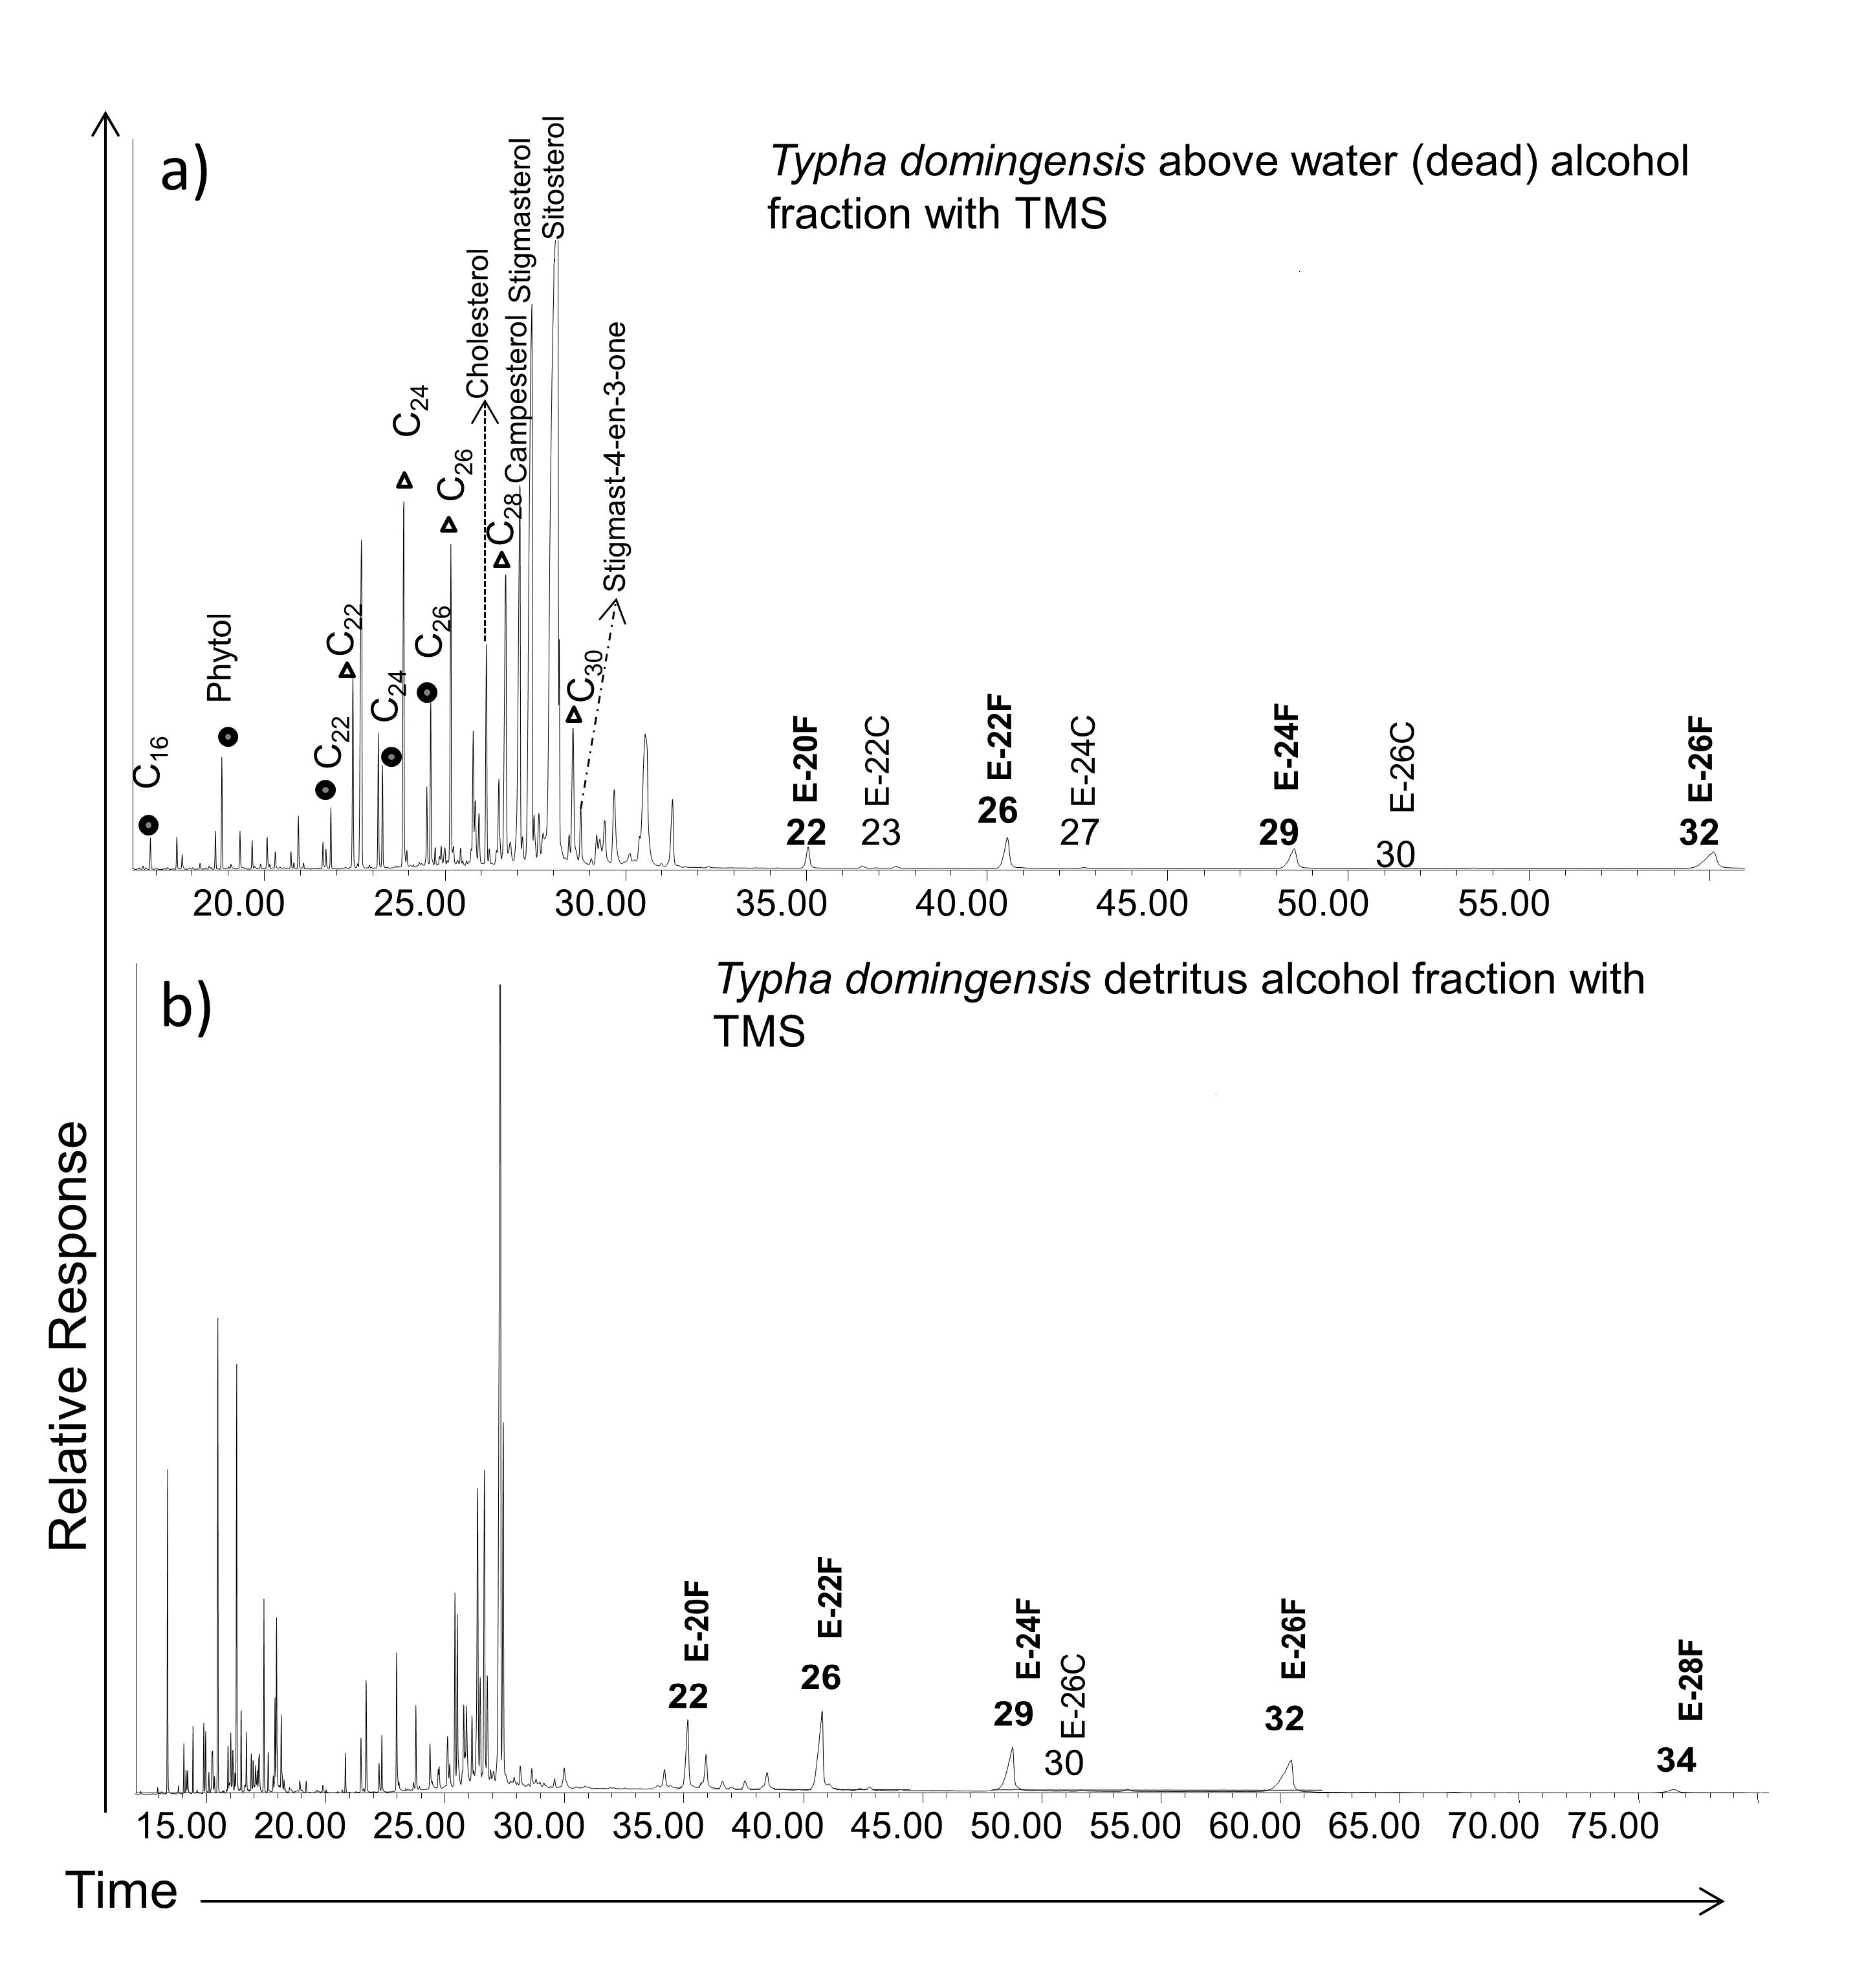 a)
Typha domingensis above water (dead) alcohol
fraction with TMS
C16
Phytol
C22
C22
C24
C24
C26
C26
Cholesterol
C28
Campesterol
Stigmasterol
Sitosterol
C30
Stigmast-4-en-3-one
E-20F
22
E-22C
23
E-22F
26
E-24C
27
E-24F
29
E-26C
30
E-26F
32
20.00 25.00 30.00 35.00 40.00 45.00 50.00 55.00
b)
Typha domingensis detritus alcohol fraction with
TMS
E-20F
22
E-22F
26
E-24F
29
E-26C
30
E-26F
32
E-28F
34
15.00 20.00 25.00 30.00 35.00 40.00 45.00 50.00 55.00 60.00 65.00 70.00 75.00
Relative Response
Time